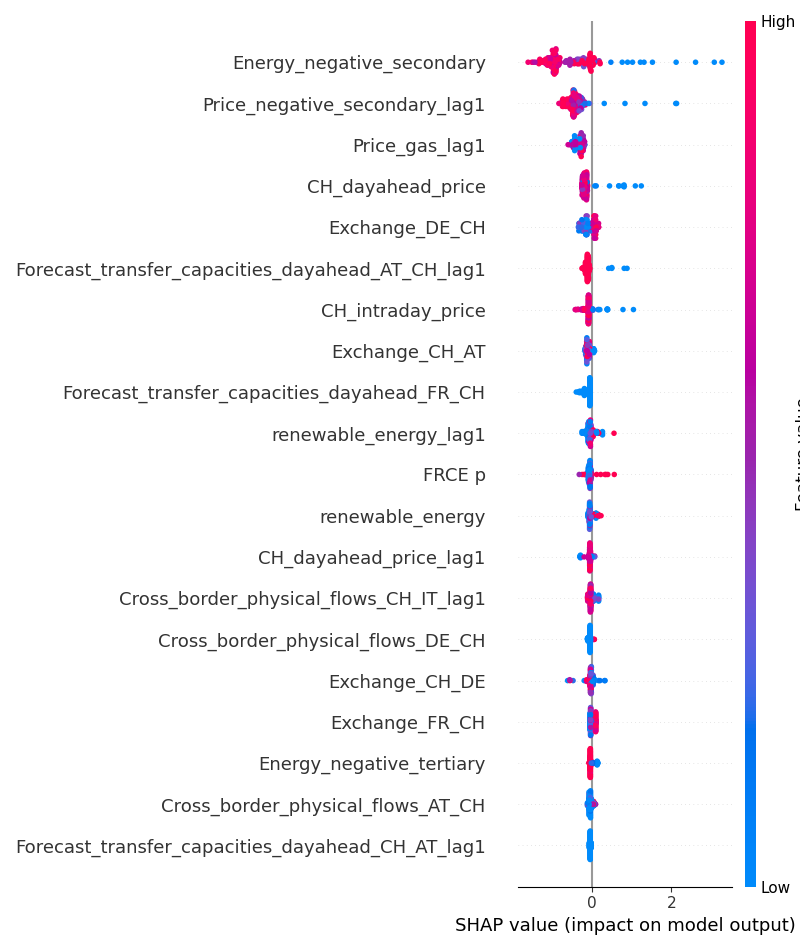 High
Energy_negative_secondary
Price_negative_secondary_lag1
Price_gas_lag1
CH_dayahead_price
Exchange_DE_CH
Forecast_transfer_capacities_dayahead_AT_CH_lag1
CH_intraday_price
Exchange_CH_AT
Forecast_transfer_capacities_dayahead_FR_CH
renewable_energy_lag1
FRCE p
renewable_energy
CH_dayahead_price_lag1
Cross_border_physical_flows_CH_IT_lag1
Cross_border_physical_flows_DE_CH
Exchange_CH_DE
Exchange_FR_CH
Energy_negative_tertiary
Cross_border_physical_flows_AT_CH
Forecast_transfer_capacities_dayahead_CH_AT_lag1
Low
0 2
SHAP value (impact on model output)